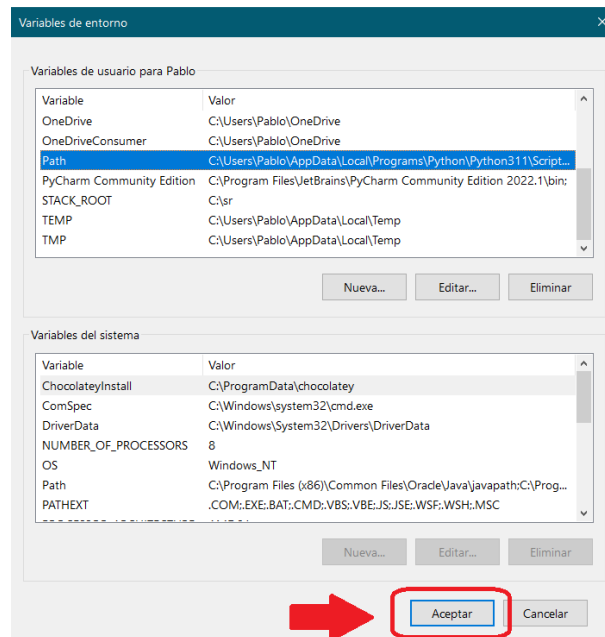 Variables de entorno
Variables de usuario para Pablo
Variable Valor
OneDrive C:\Users\Pablo\OneDrive
OneDriveConsumer C:\Users\Pablo\OneDrive
Path C:\Users\Pablo\AppData\Local\Programs\Python\Python311\Script...
PyCharm Community Edition C:\Program Files\JetBrains\PyCharm Community Edition 2022.1\bin;
STACK_ROOT C:\sr
TEMP C:\Users\Pablo\AppData\Local\Temp
TMP C:\Users\Pablo\AppData\Local\Temp
Nueva... Editar... Eliminar
Variables del sistema
Variable Valor
ChocolateyInstall C:\ProgramData\chocolatey
ComSpec C:\Windows\system32\cmd.exe
DriverData C:\Windows\System32\Drivers\DriverData
NUMBER_OF_PROCESSORS 8
OS Windows_NT
Path C:\Program Files (x86)\Common Files\Oracle\Java\javapath;C:\Prog...
PATHEXT .COM;.EXE;.BAT;.CMD;.VBS;.VBE;.JS;.JSE;.WSF;.WSH;.MSC
Nueva... Editar... Eliminar
Aceptar Cancelar